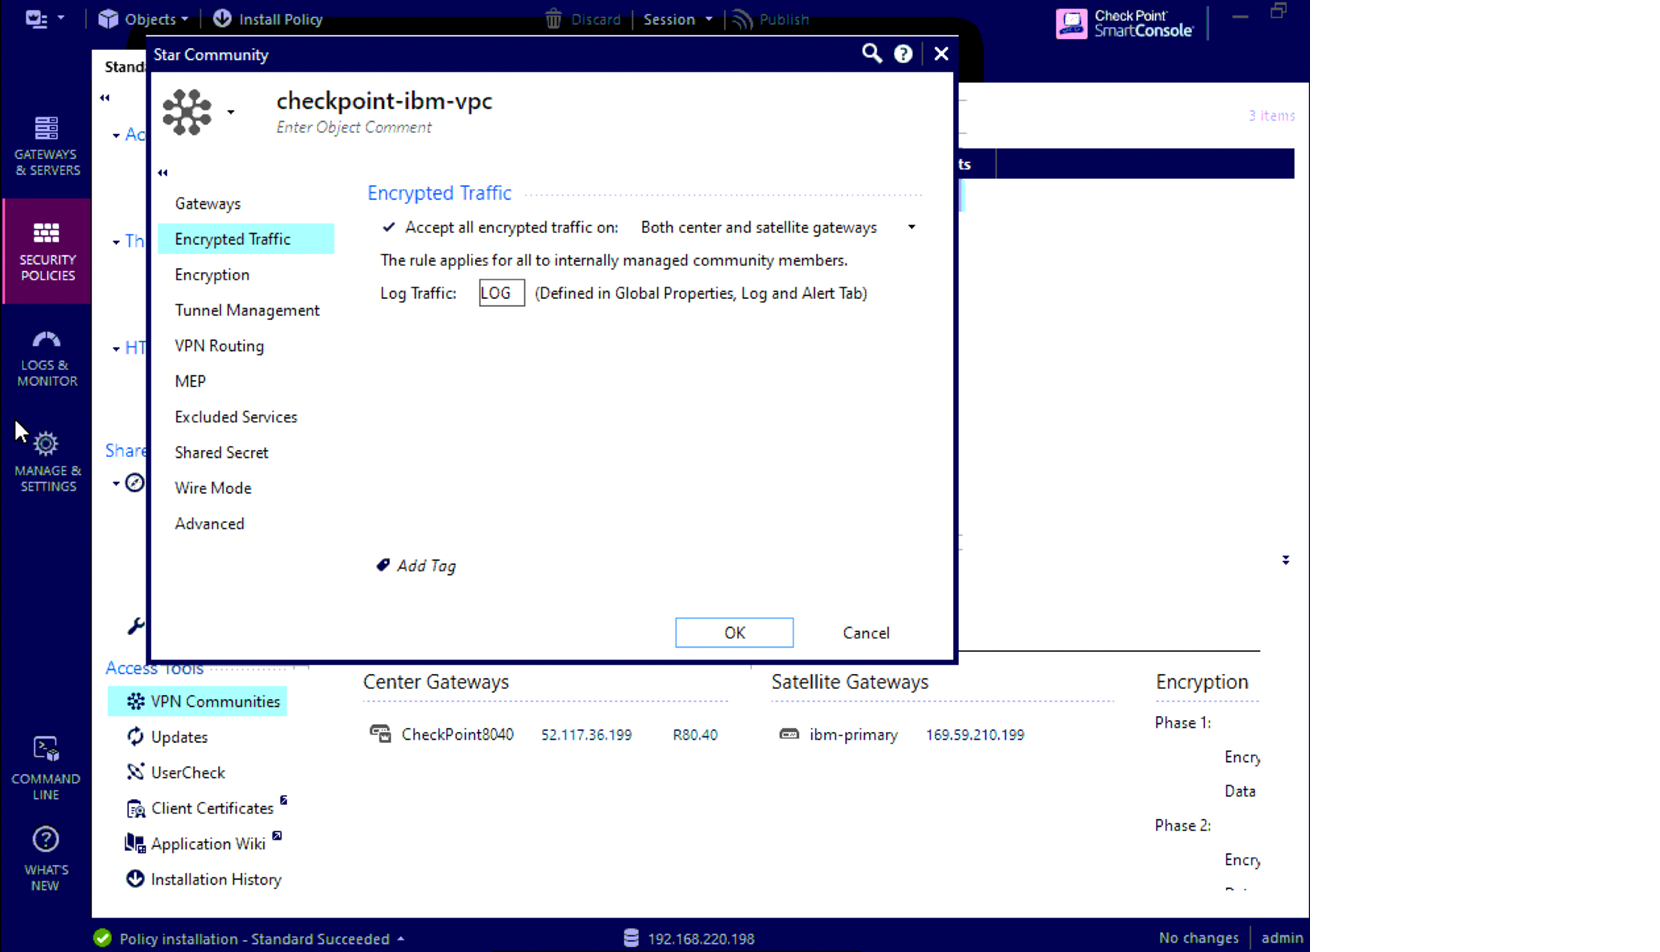 Objects
Install Policy
Discard
Session
Publish
Check Point
SmartConsole
Star Community
checkpoint-ibm-vpc
Enter Object Comment
3 items
GATEWAYS
& SERVERS
SECURITY
POLICIES
LOGS &
MONITOR
MANAGE &
SETTINGS
COMMAND
LINE
WHAT'S
NEW
Gateways
Encrypted Traffic
Encryption
Tunnel Management
VPN Routing
MEP
Excluded Services
Shared Secret
Wire Mode
Advanced
Encrypted Traffic
Accept all encrypted traffic on: Both center and satellite gateways
The rule applies for all to internally managed community members.
Log Traffic: LOG (Defined in Global Properties, Log and Alert Tab)
Add Tag
OK
Cancel
Access Tools
VPN Communities
Updates
UserCheck
Client Certificates
Application Wiki
Installation History
Center Gateways
CheckPoint8040 52.117.36.199 R80.40
Satellite Gateways
ibm-primary 169.59.210.199
Encryption
Phase 1:
Encry
Data
Phase 2:
Encry
Policy installation - Standard Succeeded
192.168.220.198
No changes
admin